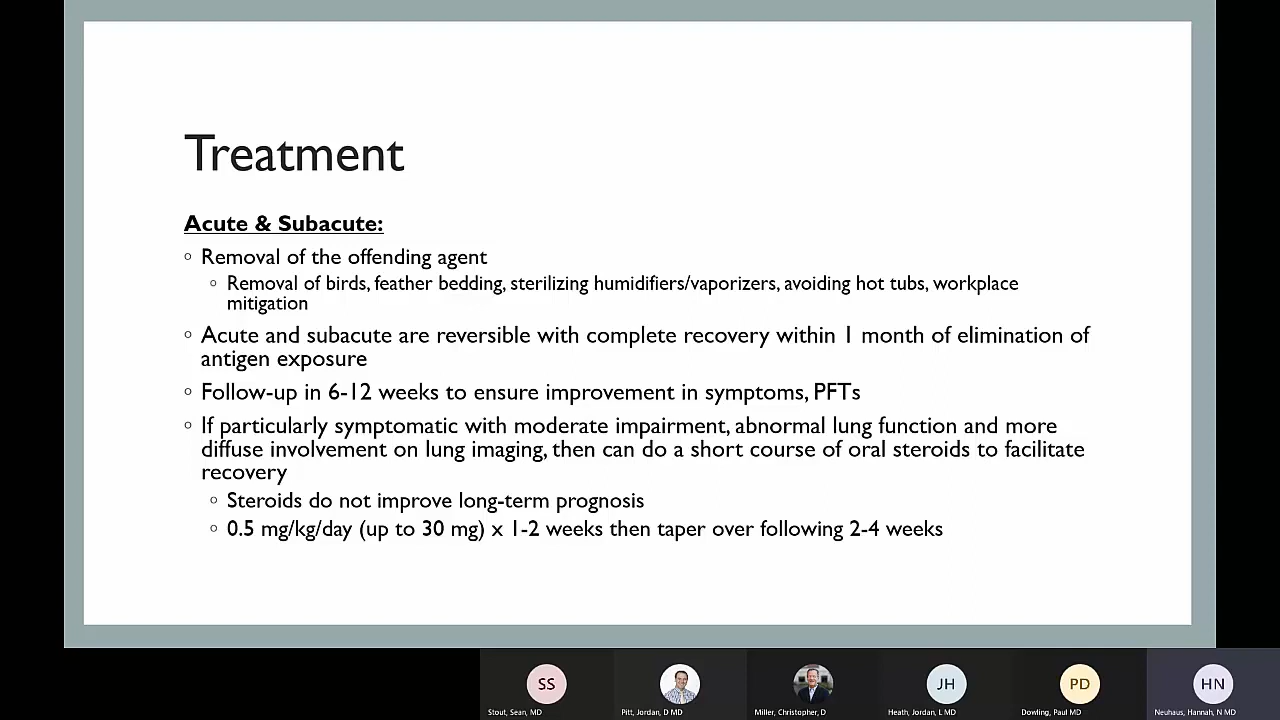 Treatment
Acute & Subacute:
○ Removal of the offending agent
○ Removal of birds, feather bedding, sterilizing humidifiers/vaporizers, avoiding hot tubs, workplace
mitigation
○ Acute and subacute are reversible with complete recovery within 1 month of elimination of
antigen exposure
○ Follow-up in 6-12 weeks to ensure improvement in symptoms, PFTs
○ If particularly symptomatic with moderate impairment, abnormal lung function and more
diffuse involvement on lung imaging, then can do a short course of oral steroids to facilitate
recovery
○ Steroids do not improve long-term prognosis
○ 0.5 mg/kg/day (up to 30 mg) x 1-2 weeks then taper over following 2-4 weeks
SS JH PD HN
Stout, Sean, MD Pitt, Jordan, D MD Miller, Christopher, D Heath, Jordan, L MD Dowling, Paul MD Neuhaus, Hannah, N MD